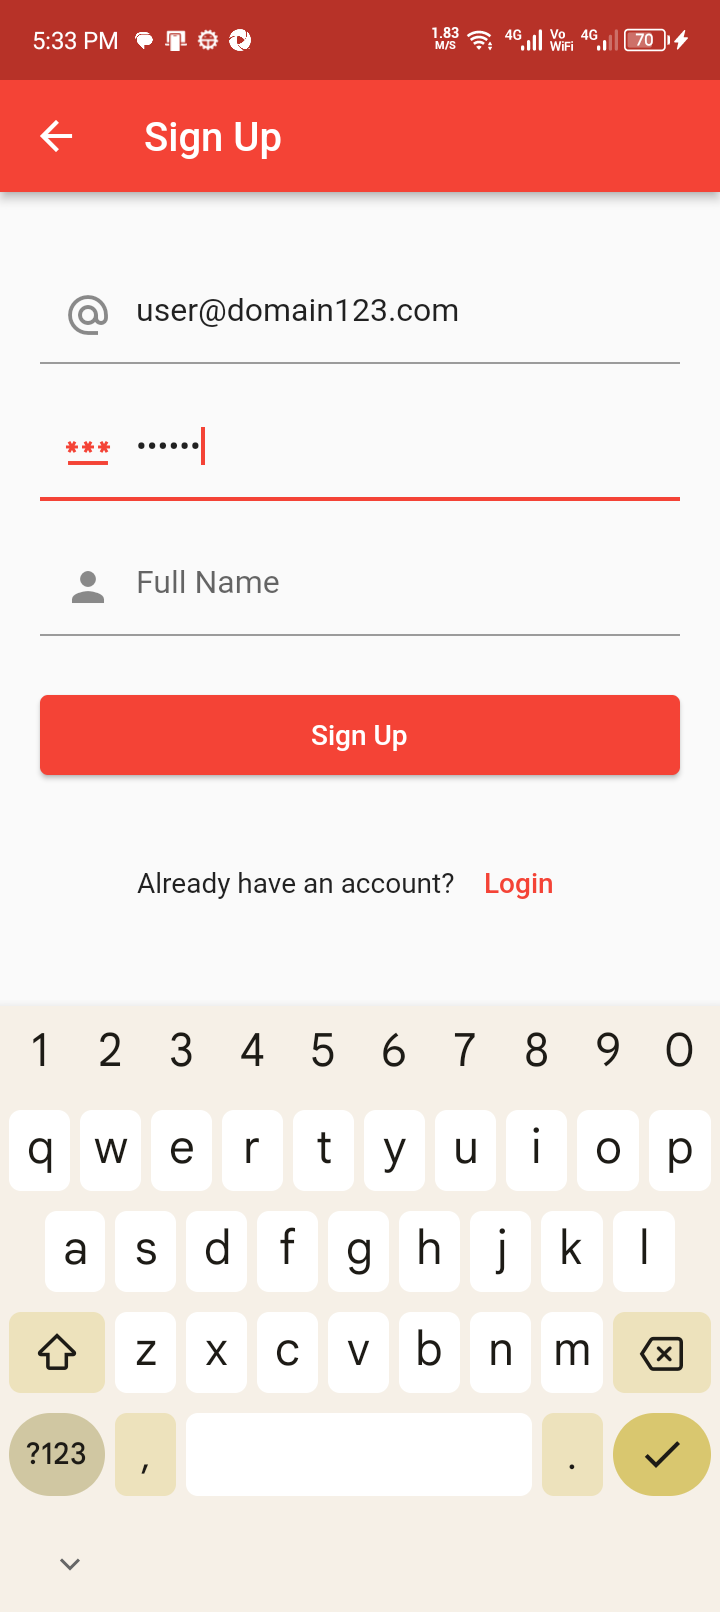 5:33 PM 1.83 M/S 4G Vo WiFi 4G 70
Sign Up
user@domain123.com
*** ••••••
Full Name
Sign Up
Already have an account? Login
1 2 3 4 5 6 7 8 9 0
q w e r t y u i o p
a s d f g h j k l
z x c v b n m
?123 , .